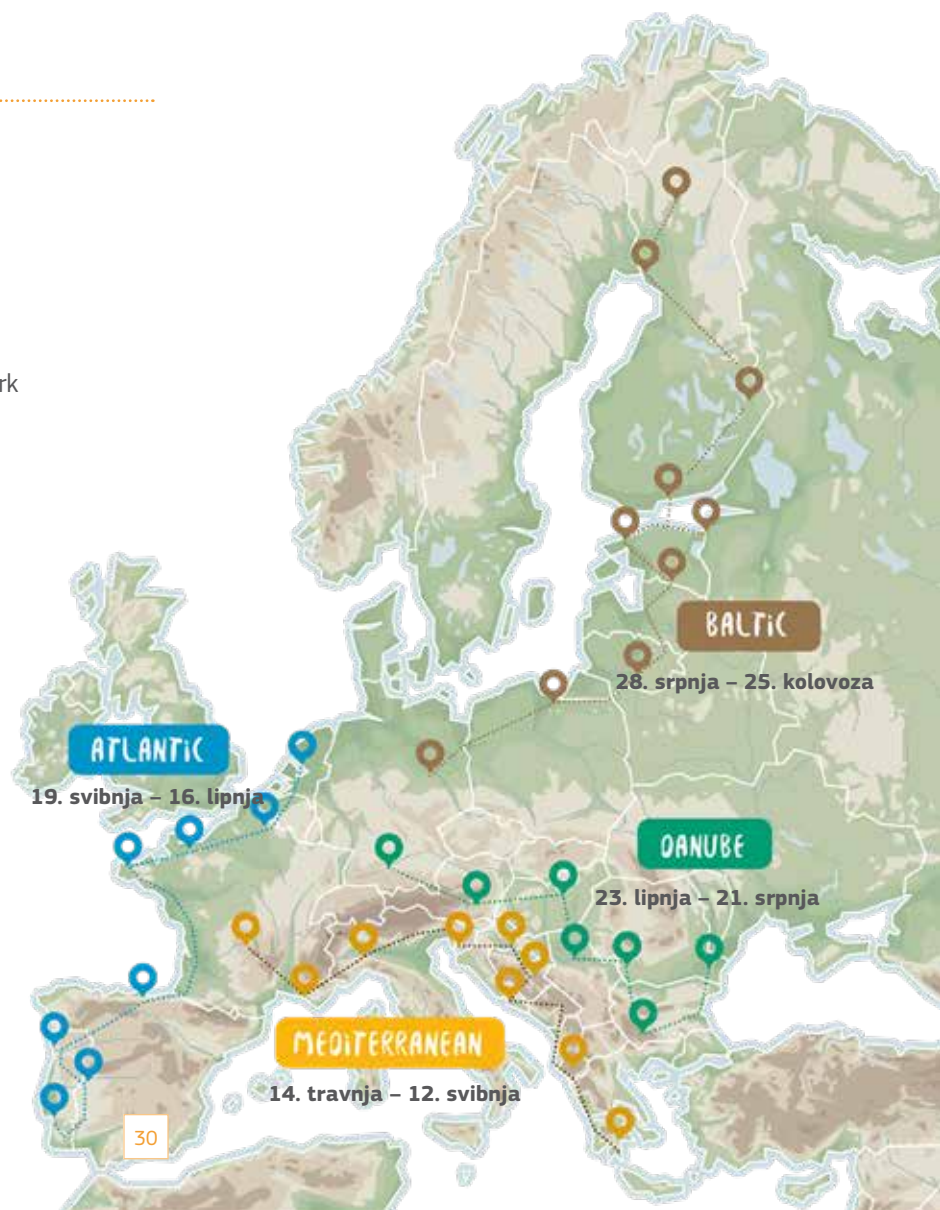 rk
BALTIC
28. srpnja – 25. kolovoza
ATLANTIC
19. svibnja – 16. lipnja
DANUBE
23. lipnja – 21. srpnja
MEDITERRANEAN
14. travnja – 12. svibnja
30